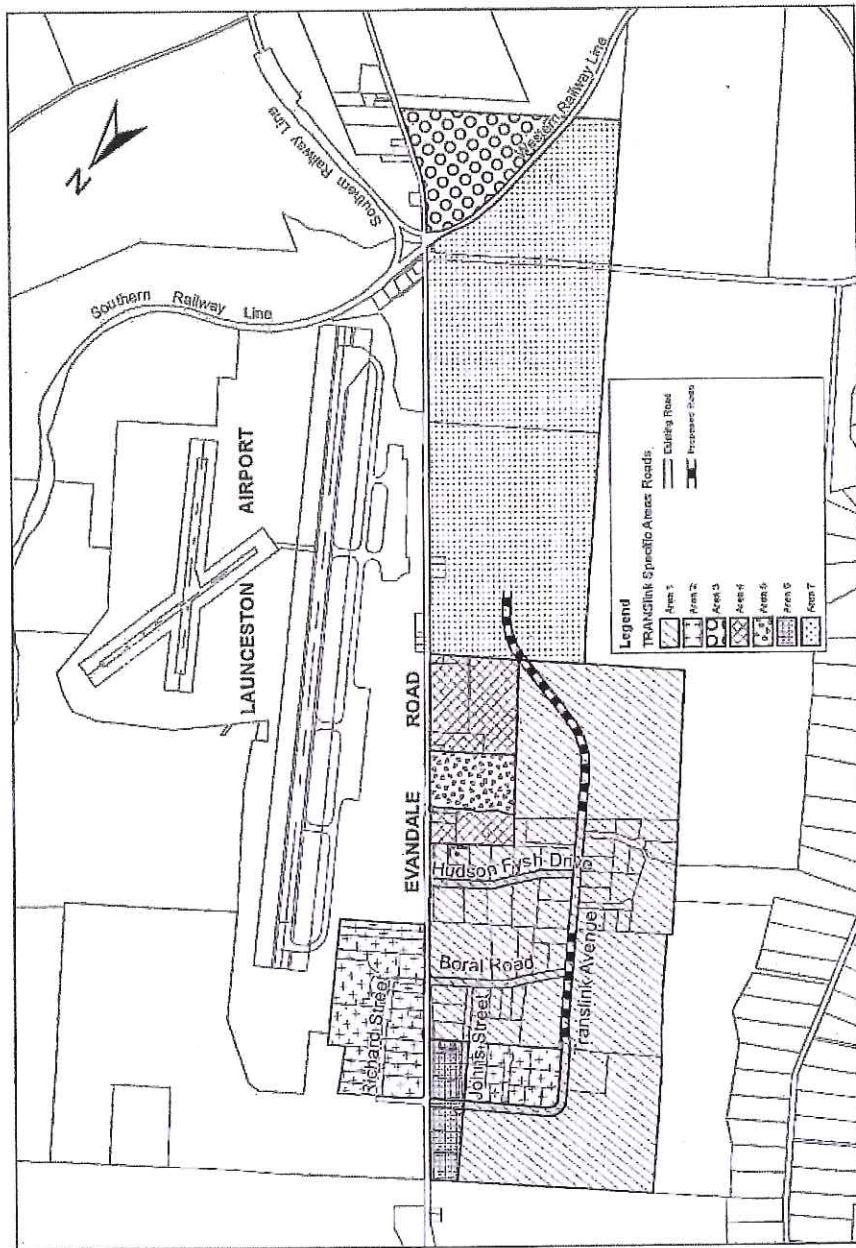 N
Southern Railway Line
Southern Railway Line
Western Railway Line
LAUNCESTON AIRPORT
EVANDALE ROAD
Hudson Fysh Drive
Boral Road
Translink Avenue
Richard Street
Johns Street
Legend
TRANSlink Specific Areas Roads
Area 1
Area 2
Area 3
Area 4
Area 5
Area 6
Area 7
Existing Road
Proposed Road